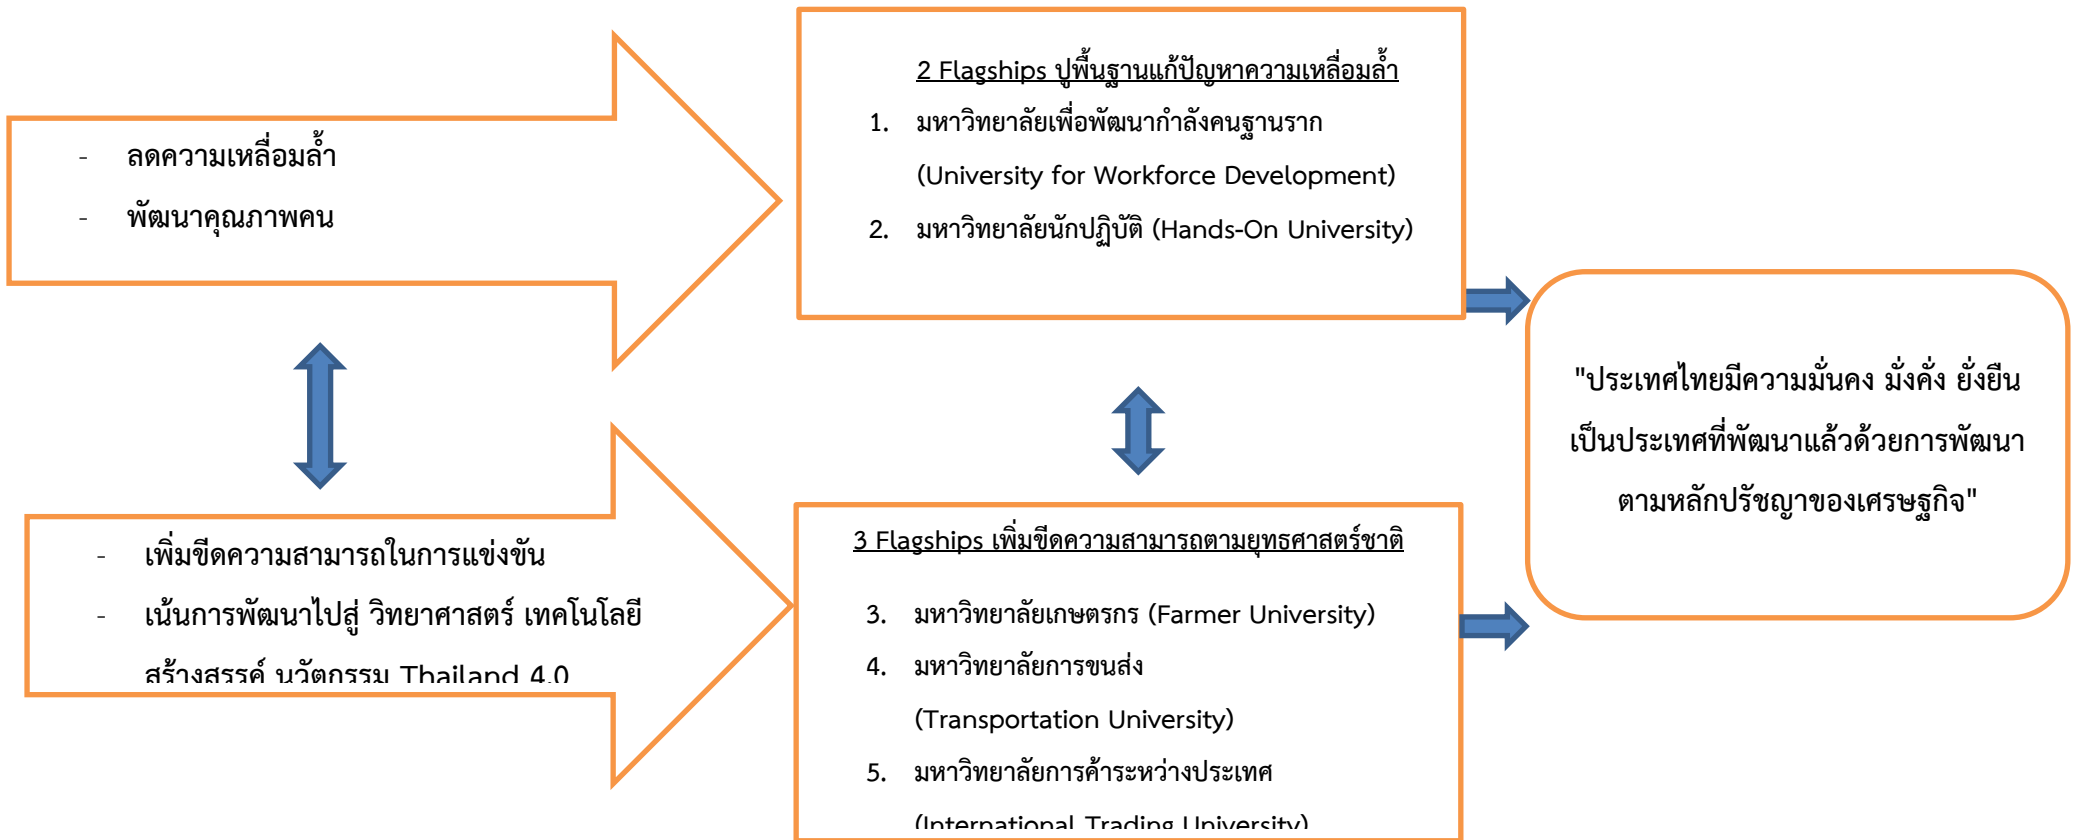 - ลดความเหลื่อมล้ำ
- พัฒนาคุณภาพคน
2 Flagships ปูพื้นฐานแก้ปัญหาความเหลื่อมล้ำ
1. มหาวิทยาลัยเพื่อพัฒนากำลังคนฐานราก
(University for Workforce Development)
2. มหาวิทยาลัยนักปฏิบัติ (Hands-On University)
- เพิ่มขีดความสามารถในการแข่งขัน
- เน้นการพัฒนาไปสู่ วิทยาศาสตร์ เทคโนโลยี
สร้างสรรค์ นวัตกรรม Thailand 4.0
3 Flagships เพิ่มขีดความสามารถตามยุทธศาสตร์ชาติ
3. มหาวิทยาลัยเกษตรกร (Farmer University)
4. มหาวิทยาลัยการขนส่ง
(Transportation University)
5. มหาวิทยาลัยการค้าระหว่างประเทศ
(International Trading University)
"ประเทศไทยมีความมั่นคง มั่งคั่ง ยั่งยืน
เป็นประเทศที่พัฒนาแล้วด้วยการพัฒนา
ตามหลักปรัชญาของเศรษฐกิจ"